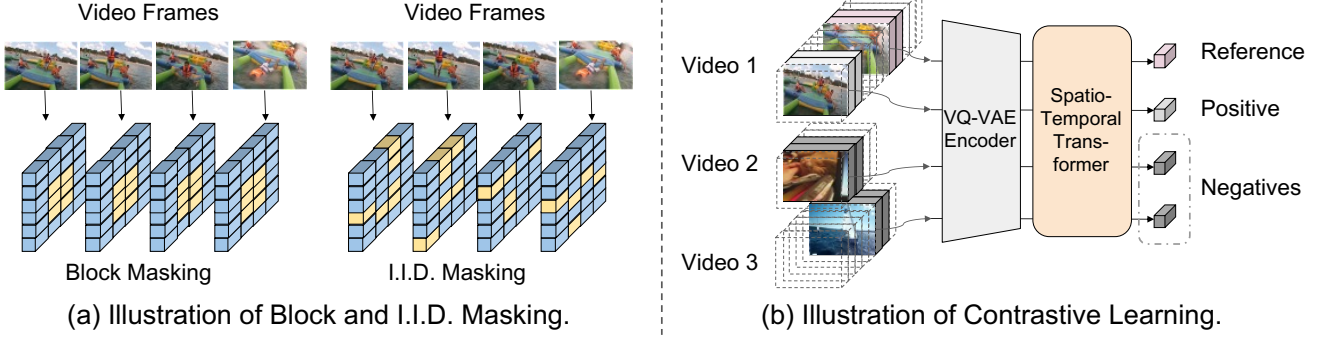 Video Frames
Video Frames
Block Masking
I.I.D. Masking
(a) Illustration of Block and I.I.D. Masking.
Video 1
Video 2
Video 3
VQ-VAE
Encoder
Spatio-
Temporal
Trans-
former
Reference
Positive
Negatives
(b) Illustration of Contrastive Learning.